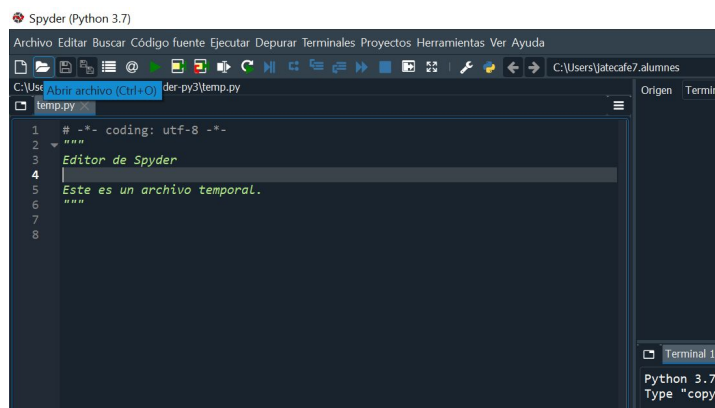 Spyder (Python 3.7)
Archivo Editar Buscar Código fuente Ejecutar Depurar Terminales Proyectos Herramientas Ver Ayuda
C:\Users\jatecafe7.alumnes
Abrir archivo (Ctrl+O)
der-py3\temp.py
Origen
temp.py
1 # -*- coding: utf-8 -*-
2 """
3 Editor de Spyder
4
5 Este es un archivo temporal.
6 """
7
8
Terminal 1
Python 3.7
Type "copy